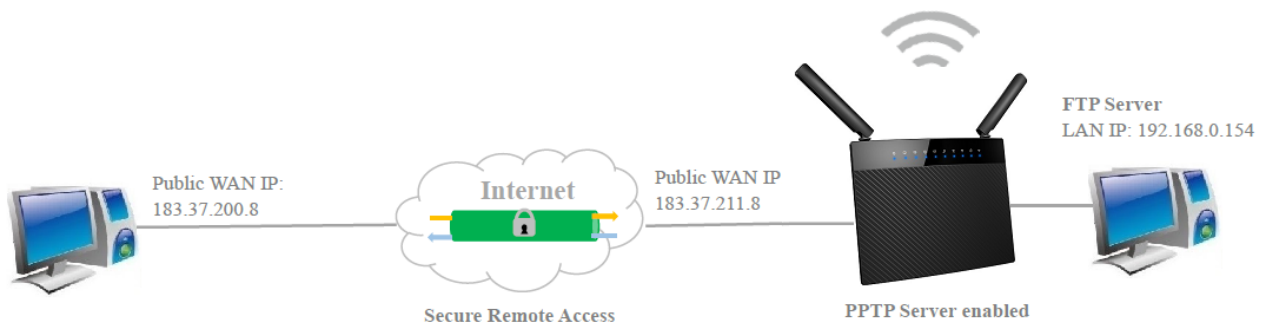 FTP Server
LAN IP: 192.168.0.154
Public WAN IP:
183.37.200.8
Internet
Public WAN IP
183.37.211.8
Secure Remote Access
PPTP Server enabled